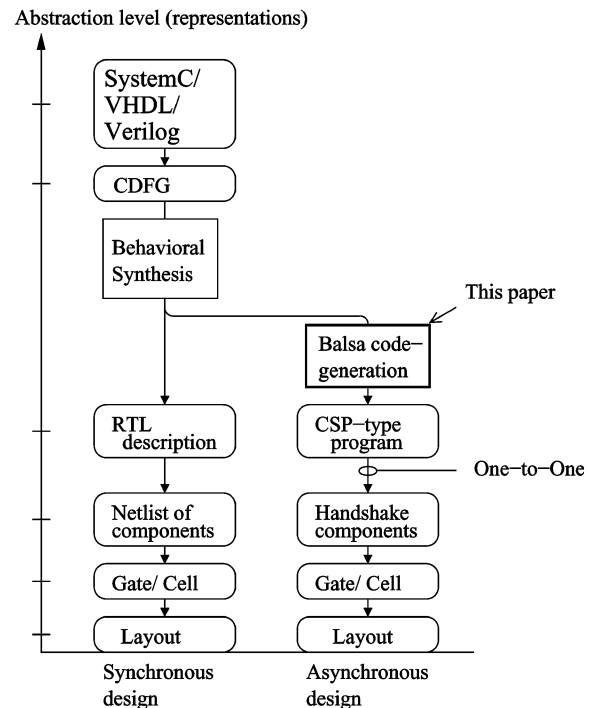 Abstraction level (representations)
SystemC/
VHDL/
Verilog
CDFG
Behavioral
Synthesis
This paper
Balsa code-
generation
RTL
description
CSP-type
program
One-to-One
Netlist of
components
Handshake
components
Gate/ Cell
Gate/ Cell
Layout
Layout
Synchronous
design
Asynchronous
design